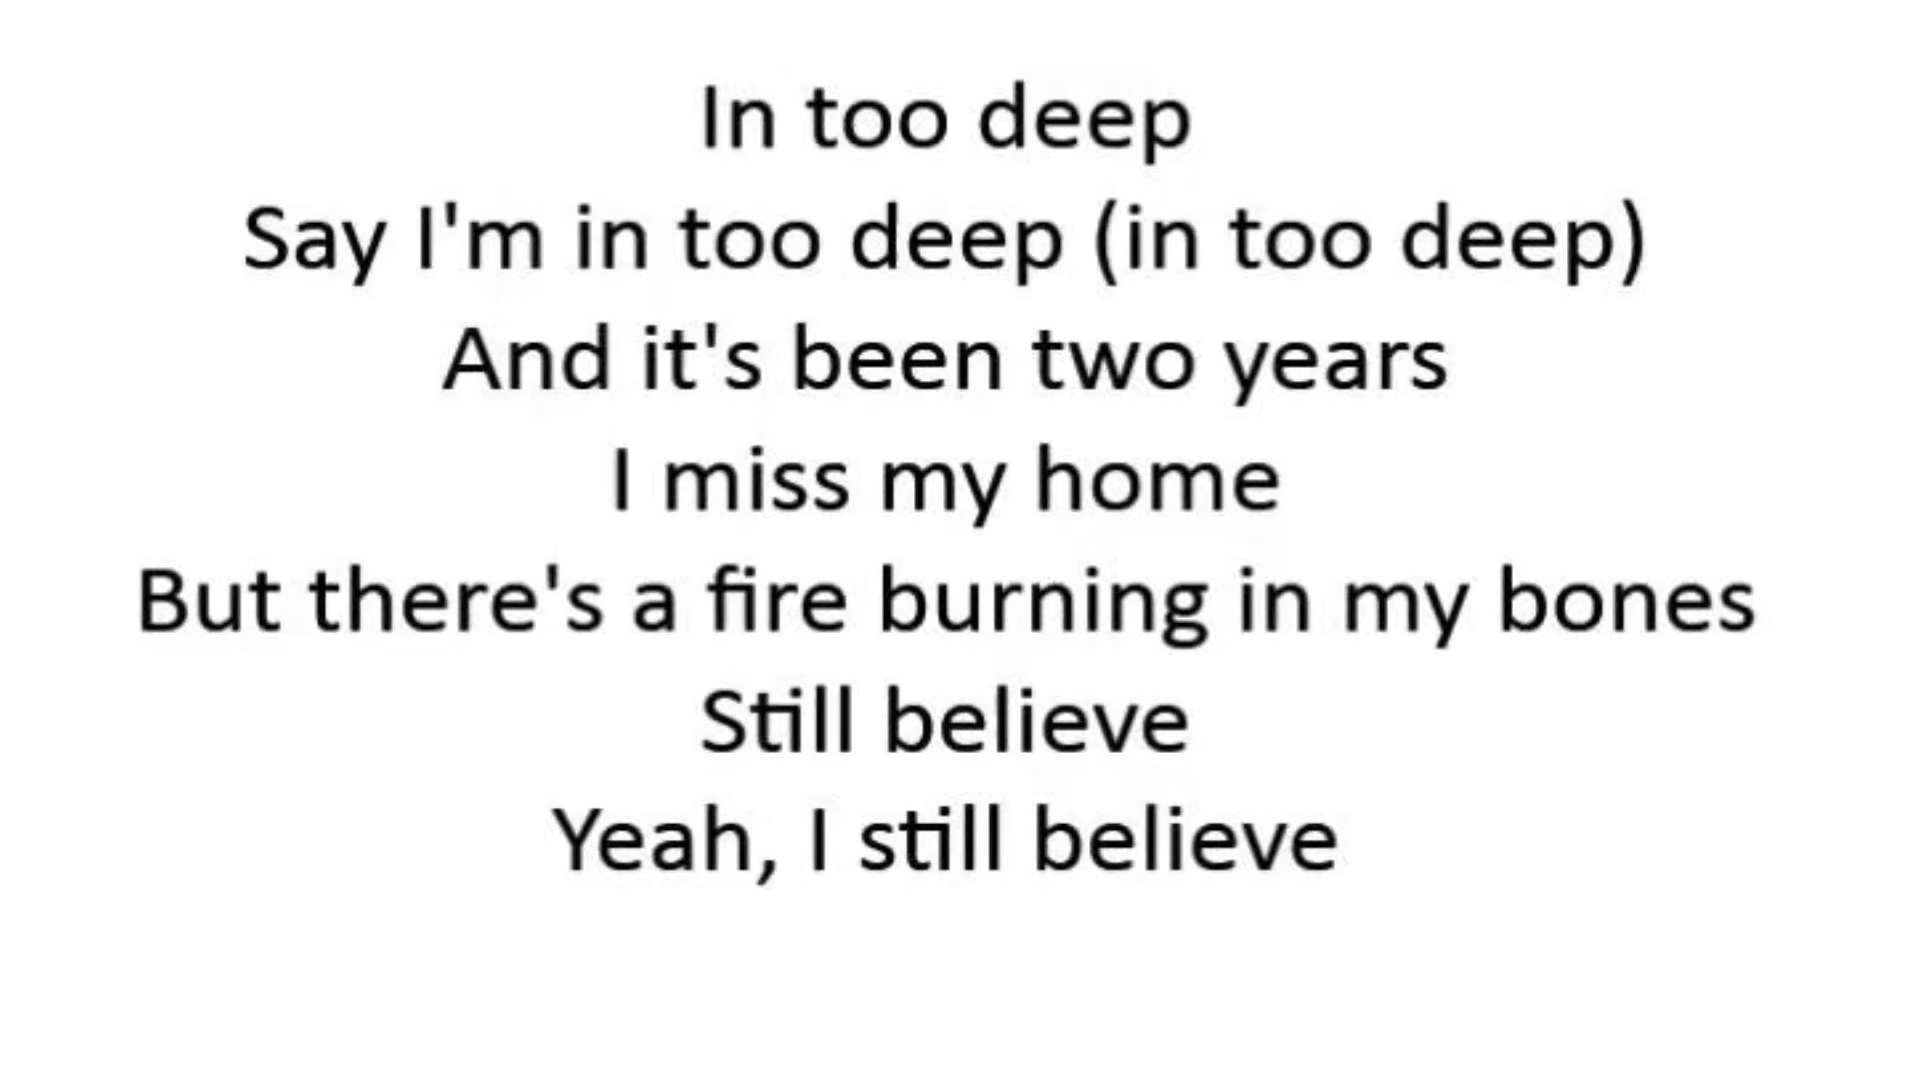 In too deep
Say I'm in too deep (in too deep)
And it's been two years
I miss my home
But there's a fire burning in my bones
Still believe
Yeah, I still believe